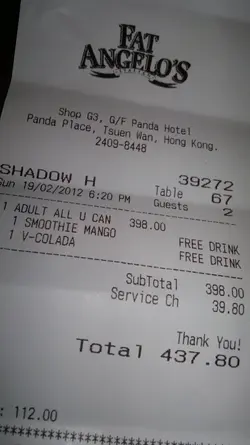 FAT
ANGELO'S
Shop G3, G/F Panda Hotel
Panda Place, Tsuen Wan, Hong Kong.
2409-8448
SHADOW H 39272
Sun 19/02/2012 6:20 PM Table 67
Guests 2
1 ADULT ALL U CAN 398.00
1 SMOOTHIE MANGO FREE DRINK
1 V-COLADA FREE DRINK
SubTotal 398.00
Service Ch 39.80
Thank You!
Total 437.80
: 112.00
********************